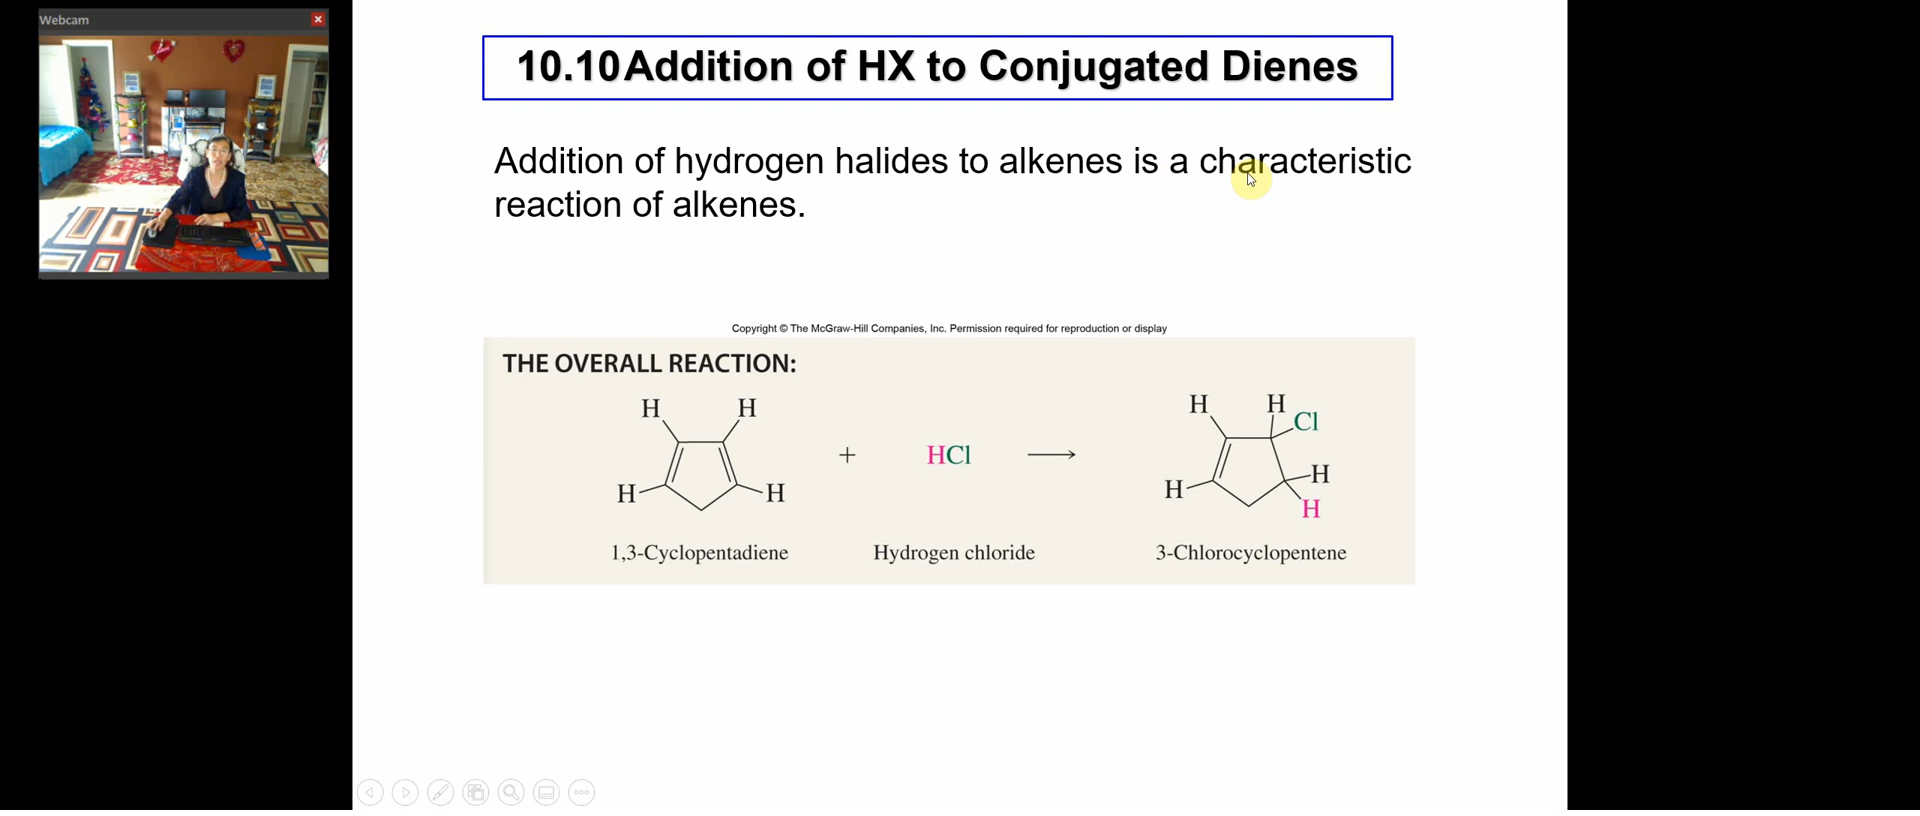 Webcam
10.10 Addition of HX to Conjugated Dienes
Addition of hydrogen halides to alkenes is a characteristic
reaction of alkenes.
Copyright © The McGraw-Hill Companies, Inc. Permission required for reproduction or display
THE OVERALL REACTION:
H H H H + HCl ⟶ H H Cl H H H
1,3-Cyclopentadiene Hydrogen chloride 3-Chlorocyclopentene